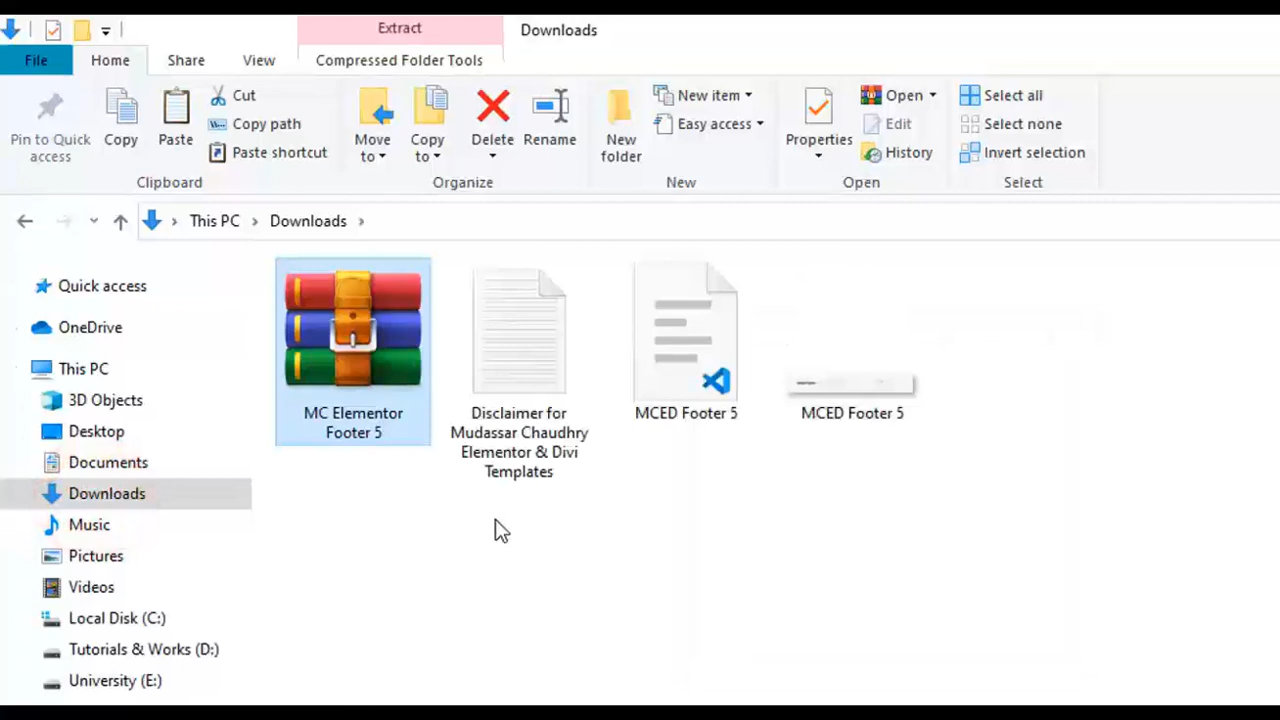 Extract
Downloads
File
Home
Share
View
Compressed Folder Tools
Pin to Quick
access
Copy
Paste
Cut
Copy path
Paste shortcut
Clipboard
Move
to
Copy
to
Delete
Rename
Organize
New
folder
New item
Easy access
New
Properties
Open
Edit
History
Open
Select all
Select none
Invert selection
Select
This PC
Downloads
Quick access
OneDrive
This PC
3D Objects
Desktop
Documents
Downloads
Music
Pictures
Videos
Local Disk (C:)
Tutorials & Works (D:)
University (E:)
MC Elementor
Footer 5
Disclaimer for
Mudassar Chaudhry
Elementor & Divi
Templates
MCED Footer 5
MCED Footer 5